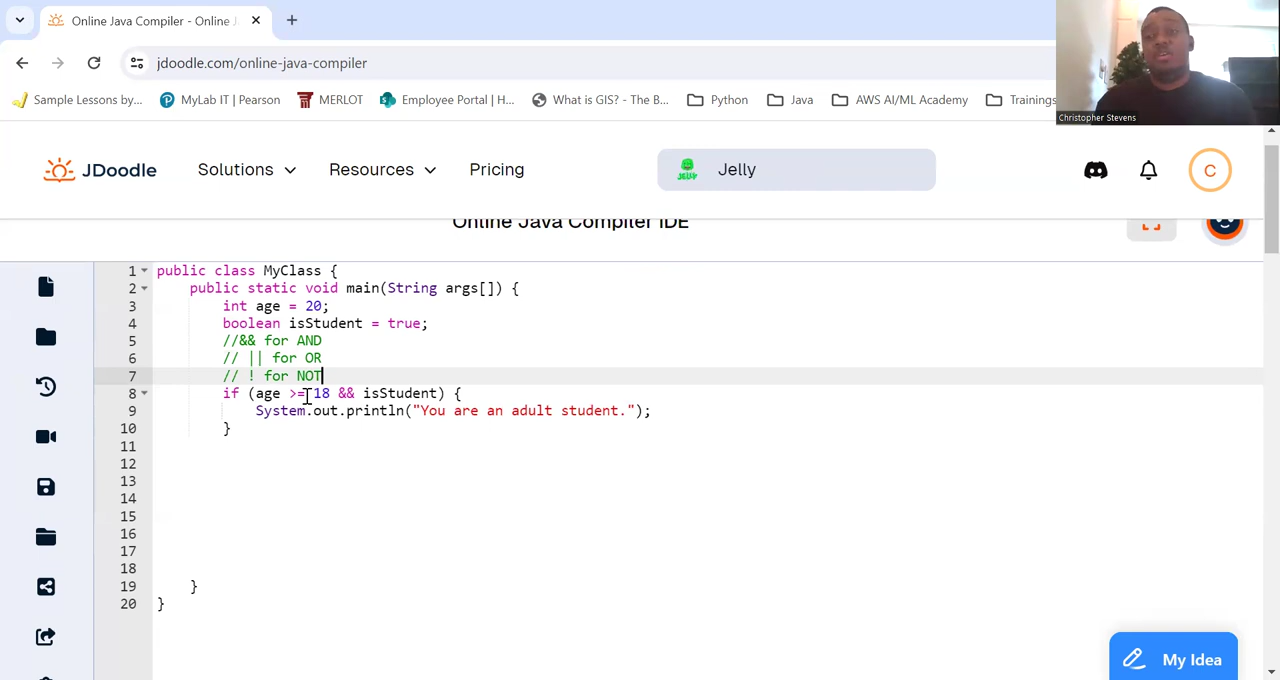 Online Java Compiler - Online J
jdoodle.com/online-java-compiler
Sample Lessons by... MyLab IT | Pearson MERLOT Employee Portal | H... What is GIS? - The B... Python Java AWS AI/ML Academy Trainings
Christopher Stevens
JDoodle Solutions Resources Pricing Jelly C
JELLY
Online Java Compiler IDE
1 public class MyClass {
2 public static void main(String args[]) {
3 int age = 20;
4 boolean isStudent = true;
5 //&& for AND
6 // || for OR
7 // ! for NOT
8 if (age >= 18 && isStudent) {
9 System.out.println("You are an adult student.");
10 }
11
12
13
14
15
16
17
18
19 }
20 }
My Idea